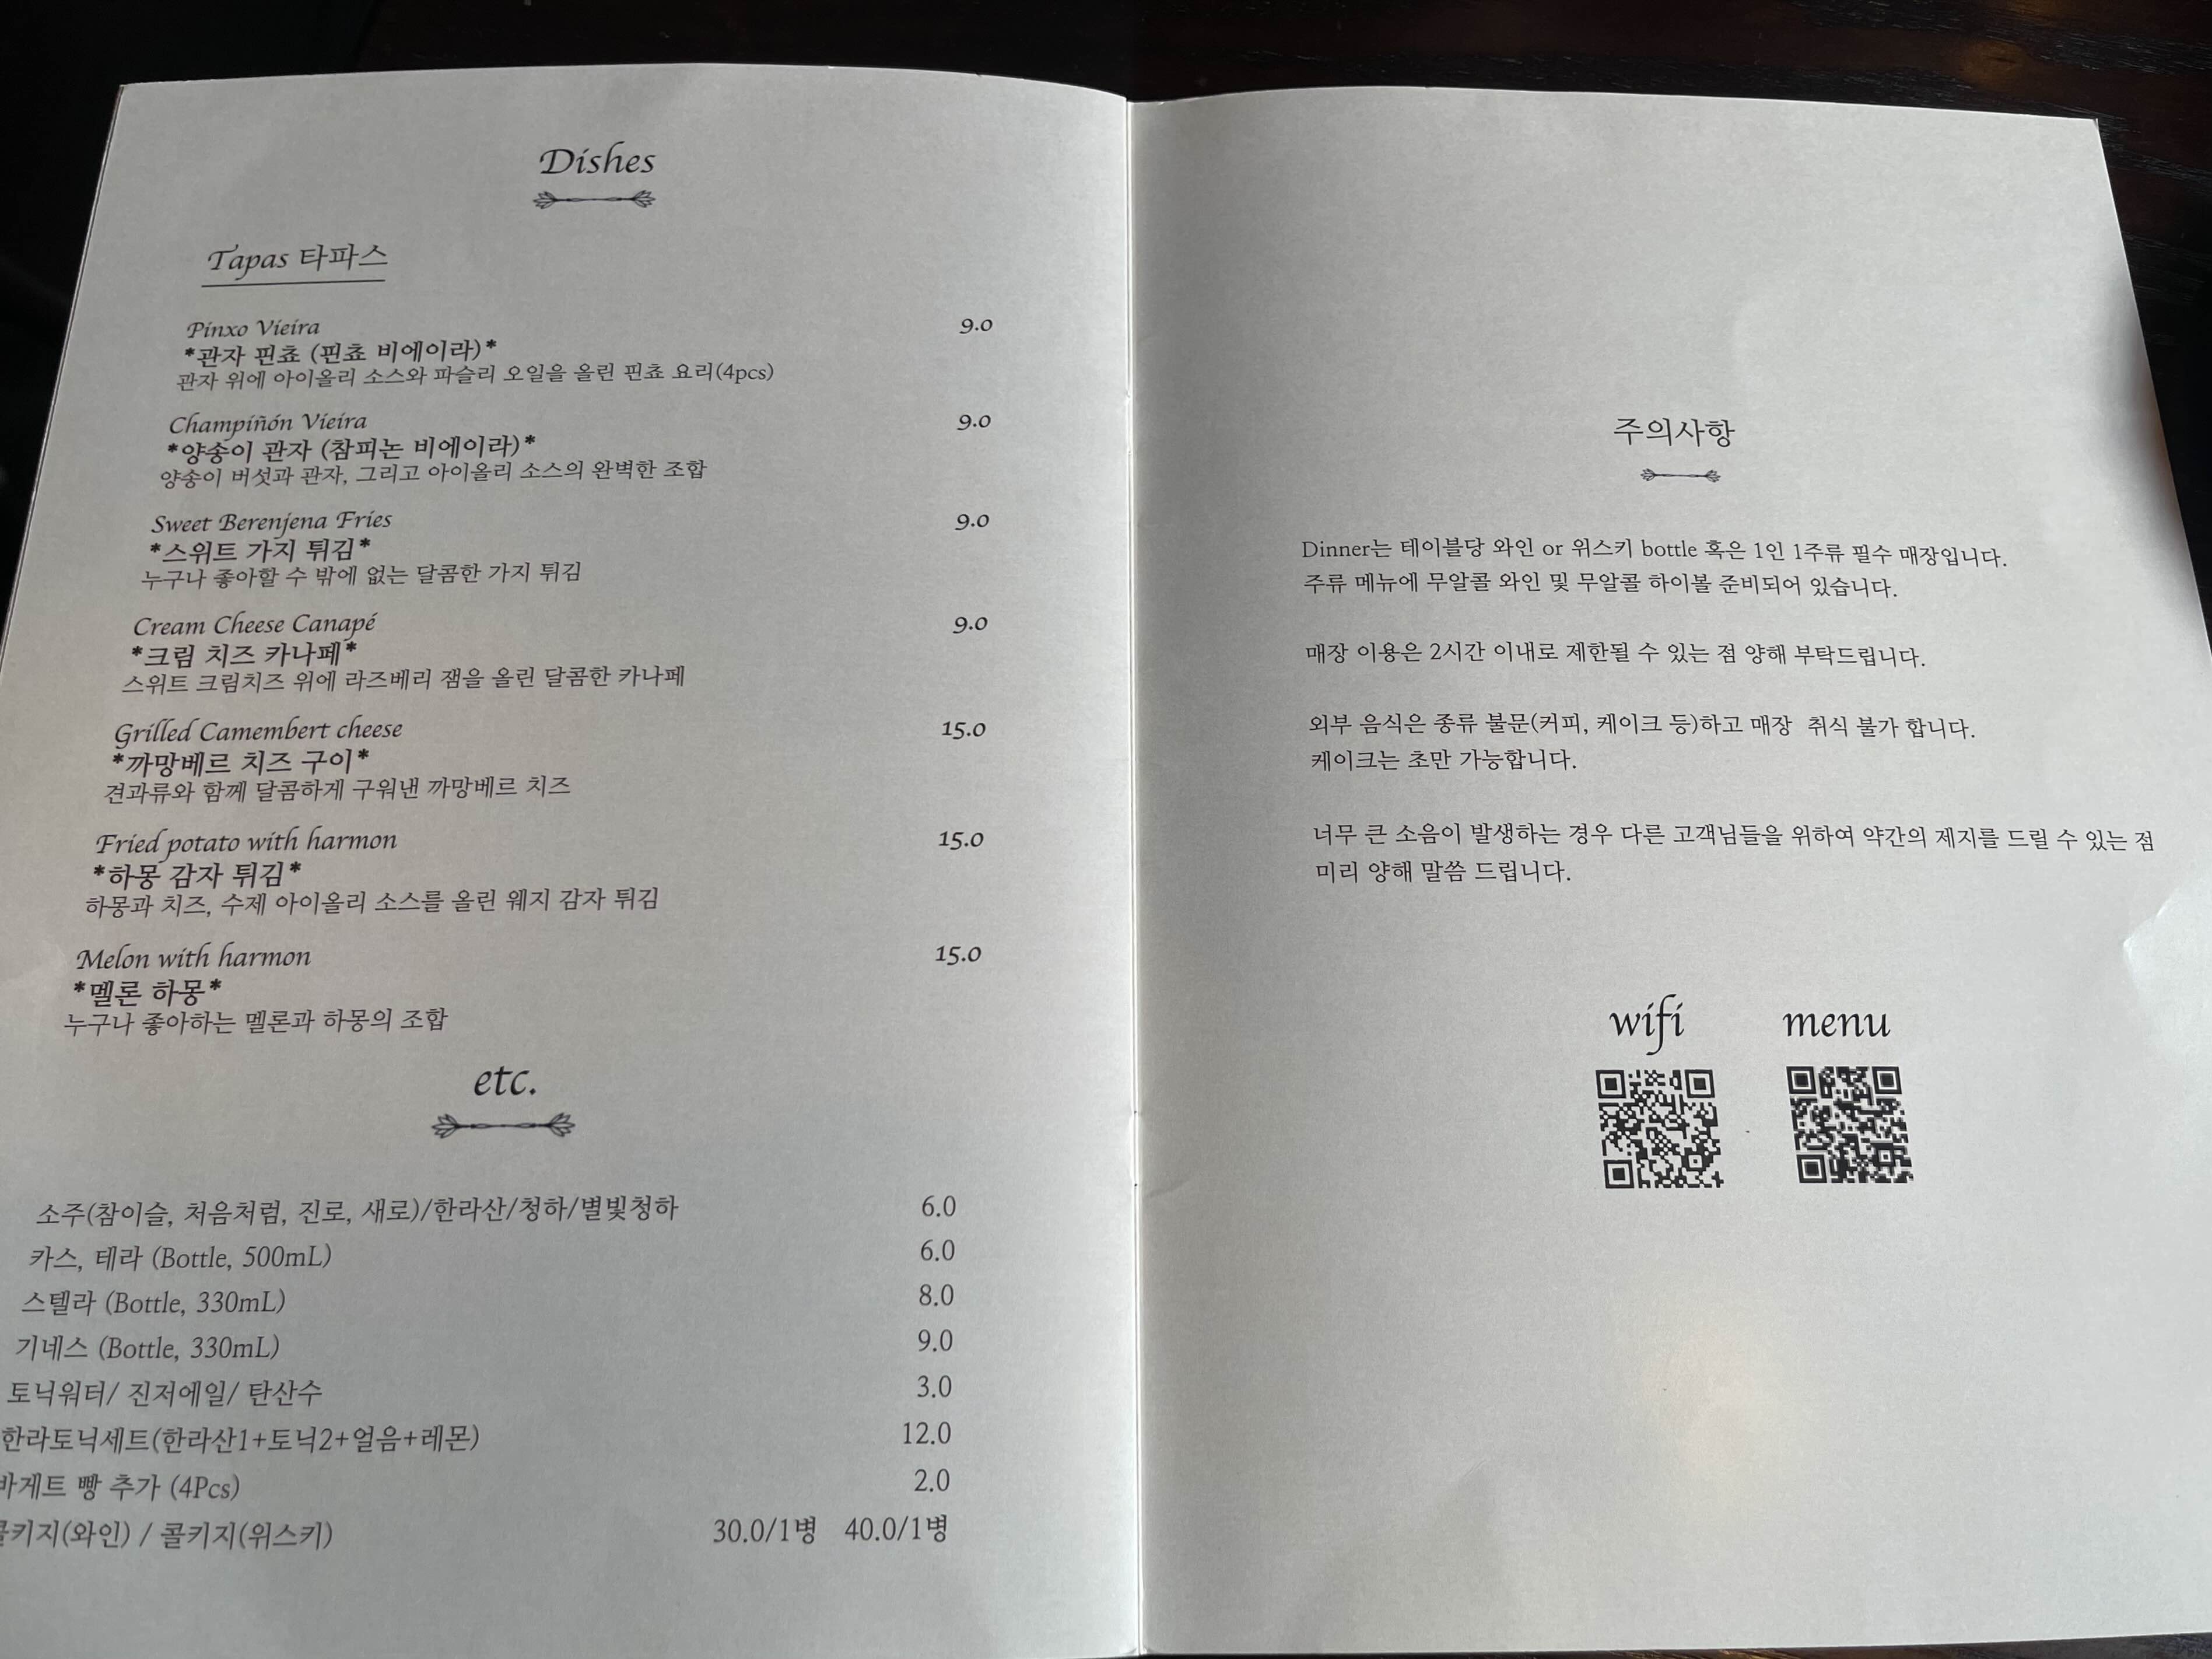 Dishes
Tapas 타파스
Pinxo Vieira 9.0
*관자 핀쵸 (핀쵸 비에이라)*
관자 위에 아이올리 소스와 파슬리 오일을 올린 핀쵸 요리(4pcs)
Champiñón Vieira 9.0
*양송이 관자 (참피논 비에이라)*
양송이 버섯과 관자, 그리고 아이올리 소스의 완벽한 조합
Sweet Berenjena Fries 9.0
*스위트 가지 튀김*
누구나 좋아할 수 밖에 없는 달콤한 가지 튀김
Cream Cheese Canapé 9.0
*크림 치즈 카나페*
스위트 크림치즈 위에 라즈베리 잼을 올린 달콤한 카나페
Grilled Camembert cheese 15.0
*까망베르 치즈 구이*
견과류와 함께 달콤하게 구워낸 까망베르 치즈
Fried potato with harmon 15.0
*하몽 감자 튀김*
하몽과 치즈, 수제 아이올리 소스를 올린 웨지 감자 튀김
Melon with harmon 15.0
*멜론 하몽*
누구나 좋아하는 멜론과 하몽의 조합
etc.
소주(참이슬, 처음처럼, 진로, 새로)/한라산/청하/별빛청하 6.0
카스, 테라 (Bottle, 500mL) 6.0
스텔라 (Bottle, 330mL) 8.0
기네스 (Bottle, 330mL) 9.0
토닉워터/ 진저에일/ 탄산수 3.0
한라토닉세트(한라산1+토닉2+얼음+레몬) 12.0
바게트 빵 추가 (4Pcs) 2.0
콜키지(와인) / 콜키지(위스키) 30.0/1병 40.0/1병
주의사항
Dinner는 테이블당 와인 or 위스키 bottle 혹은 1인 1주류 필수 매장입니다.
주류 메뉴에 무알콜 와인 및 무알콜 하이볼 준비되어 있습니다.
매장 이용은 2시간 이내로 제한될 수 있는 점 양해 부탁드립니다.
외부 음식은 종류 불문(커피, 케이크 등)하고 매장 취식 불가 합니다.
케이크는 초만 가능합니다.
너무 큰 소음이 발생하는 경우 다른 고객님들을 위하여 약간의 제지를 드릴 수 있는 점
미리 양해 말씀 드립니다.
wifi menu